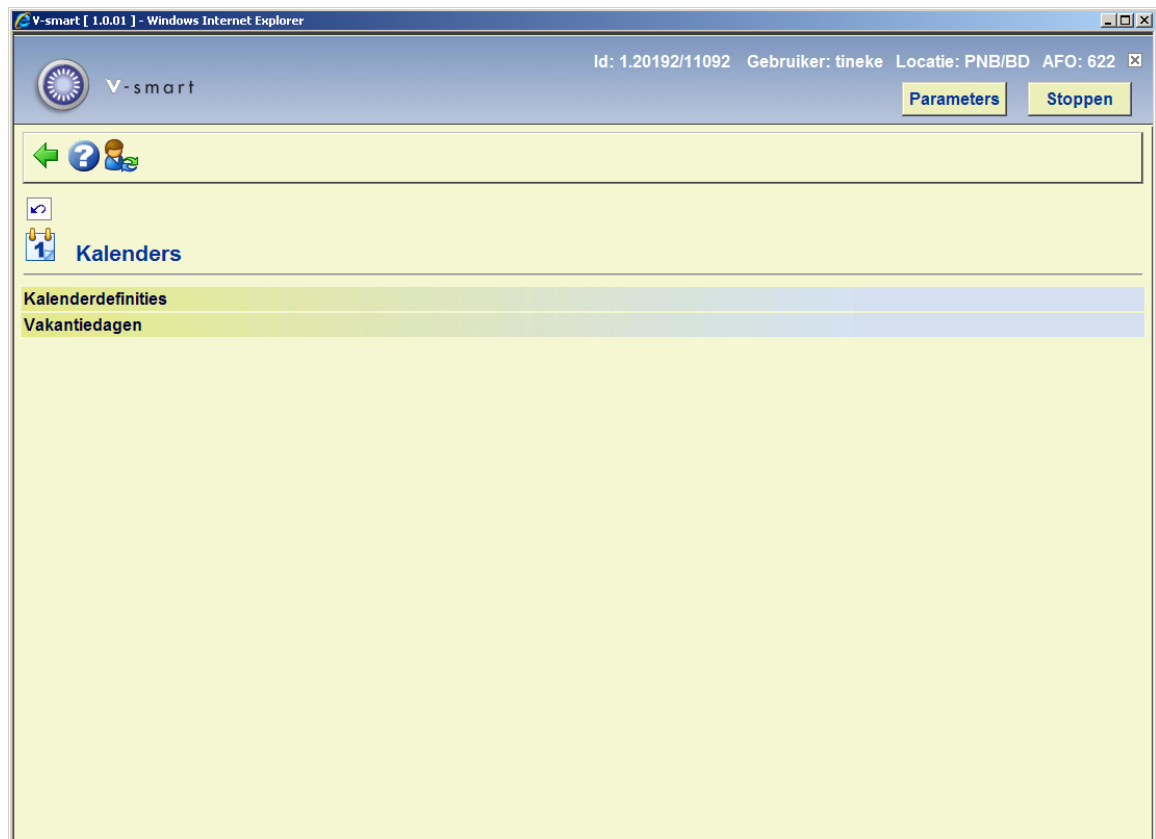 V-smart [ 1.0.01 ] - Windows Internet Explorer
Id: 1.20192/11092 Gebruiker: tineke Locatie: PNB/BD AFO: 622
V-smart
Parameters Stoppen
1
Kalenders
Kalenderdefinities
Vakantiedagen